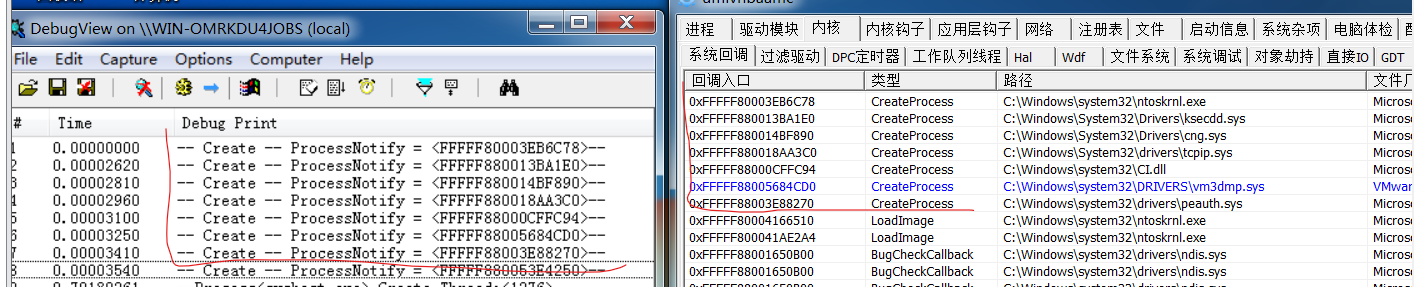 DebugView on \\WIN-OMRKDU4JOBS (local)
File Edit Capture Options Computer Help
# Time Debug Print
1 0.00000000 -- Create -- ProcessNotify = <FFFFF80003EB6C78>--
2 0.00002620 -- Create -- ProcessNotify = <FFFFF880013BA1E0>--
3 0.00002810 -- Create -- ProcessNotify = <FFFFF880014BF890>--
4 0.00002960 -- Create -- ProcessNotify = <FFFFF880018AA3C0>--
5 0.00003100 -- Create -- ProcessNotify = <FFFFF88000CFFC94>--
6 0.00003250 -- Create -- ProcessNotify = <FFFFF88005684CD0>--
7 0.00003410 -- Create -- ProcessNotify = <FFFFF88003E88270>--
8 0.00003540 -- Create -- ProcessNotify = <FFFFF880053E4250>--
进程 驱动模块 内核 内核钩子 应用层钩子 网络 注册表 文件 启动信息 系统杂项 电脑体检
系统回调 过滤驱动 DPC定时器 工作队列线程 Hal Wdf 文件系统 系统调试 对象劫持 直接IO GDT
回调入口 类型 路径 文件厂
0xFFFFF80003EB6C78 CreateProcess C:\Windows\system32\ntoskrnl.exe Microso
0xFFFFF880013BA1E0 CreateProcess C:\Windows\System32\Drivers\ksecdd.sys Microso
0xFFFFF880014BF890 CreateProcess C:\Windows\System32\Drivers\cng.sys Microso
0xFFFFF880018AA3C0 CreateProcess C:\Windows\System32\drivers\tcpip.sys Microso
0xFFFFF88000CFFC94 CreateProcess C:\Windows\system32\CI.dll Microso
0xFFFFF88005684CD0 CreateProcess C:\Windows\system32\DRIVERS\vm3dmp.sys VMwar
0xFFFFF88003E88270 CreateProcess C:\Windows\system32\drivers\peauth.sys Microso
0xFFFFF80004166510 LoadImage C:\Windows\system32\ntoskrnl.exe Microso
0xFFFFF800041AE2A4 LoadImage C:\Windows\system32\ntoskrnl.exe Microso
0xFFFFF88001650B00 BugCheckCallback C:\Windows\system32\drivers\ndis.sys Microso
0xFFFFF88001650B00 BugCheckCallback C:\Windows\system32\drivers\ndis.sys Microso